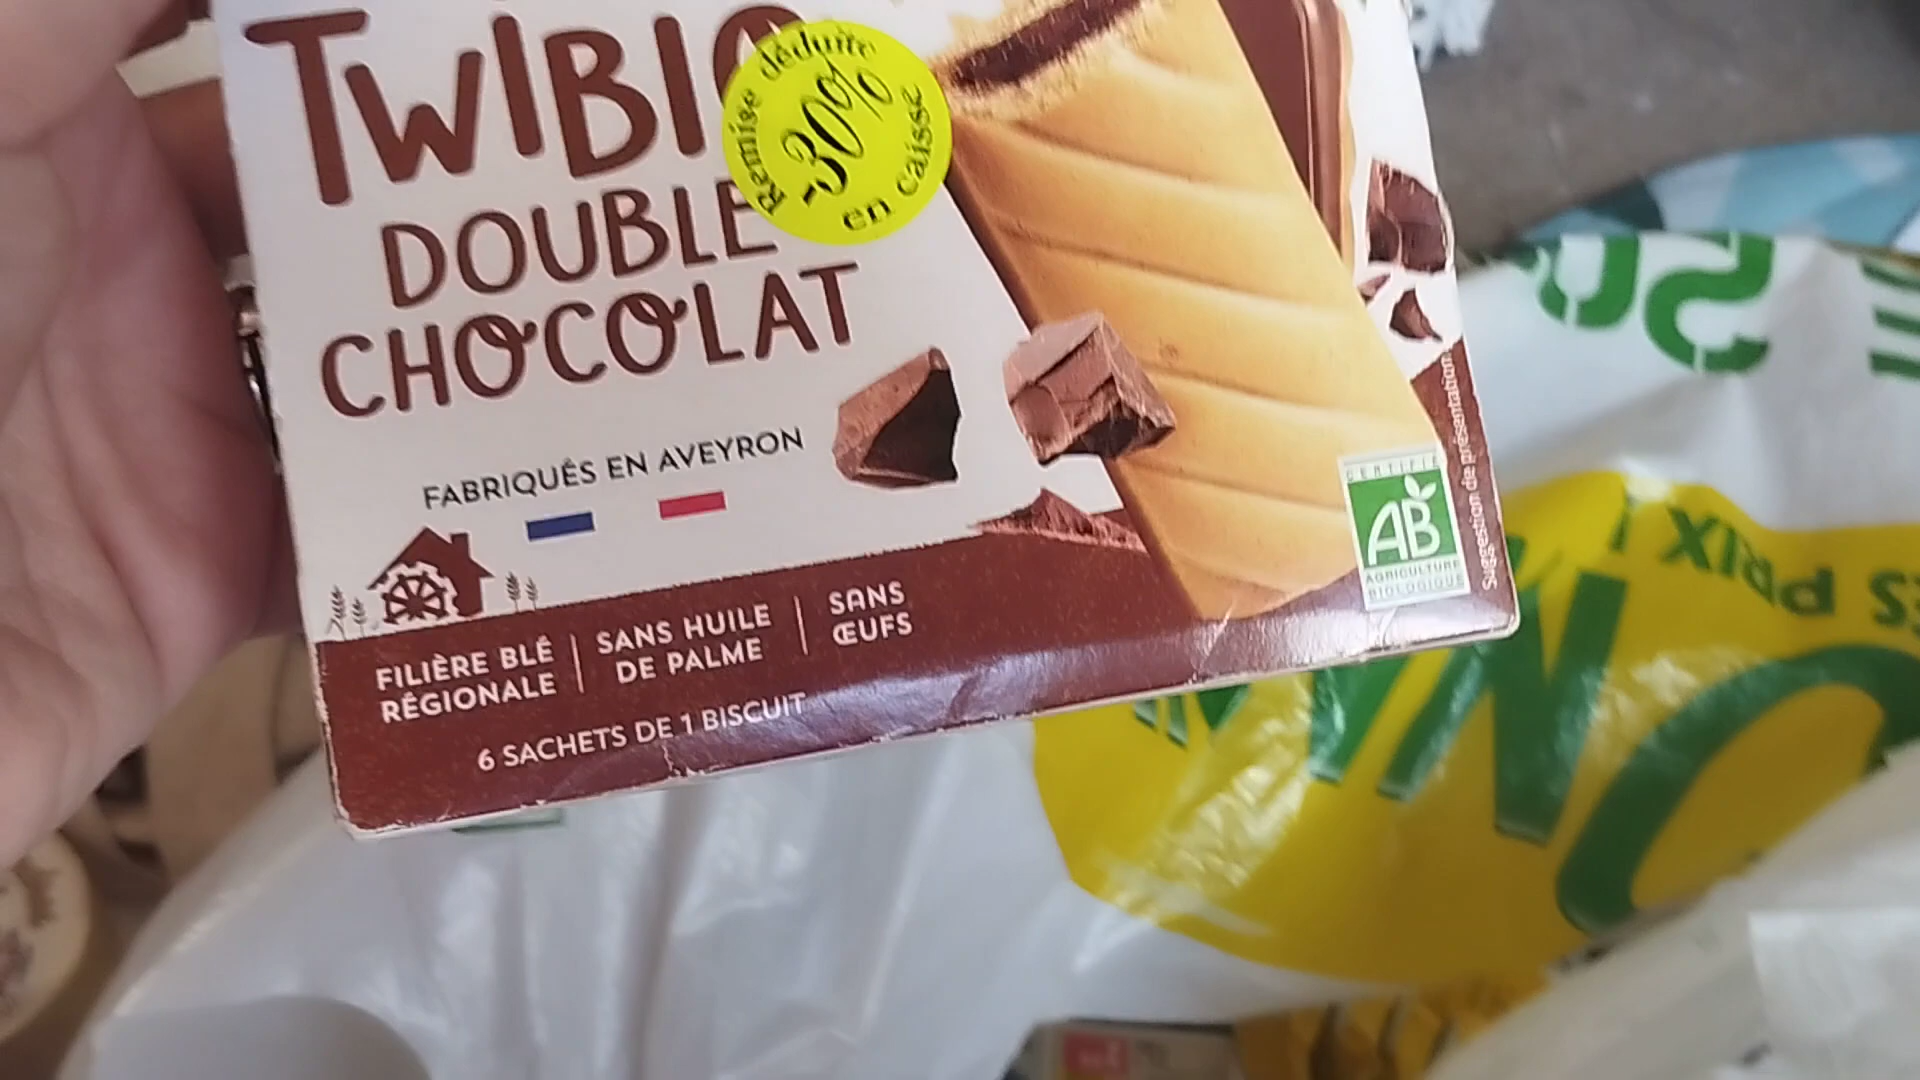 TWIBIO
Remise déduite
-30%
en caisse
DOUBLE
CHOCOLAT
FABRIQUÉS EN AVEYRON
FILIÈRE BLÉ
RÉGIONALE
SANS HUILE
DE PALME
SANS
ŒUFS
6 SACHETS DE 1 BISCUIT
CERTIFIÉ
AB
AGRICULTURE
BIOLOGIQUE
Suggestion de présentation
PRIX